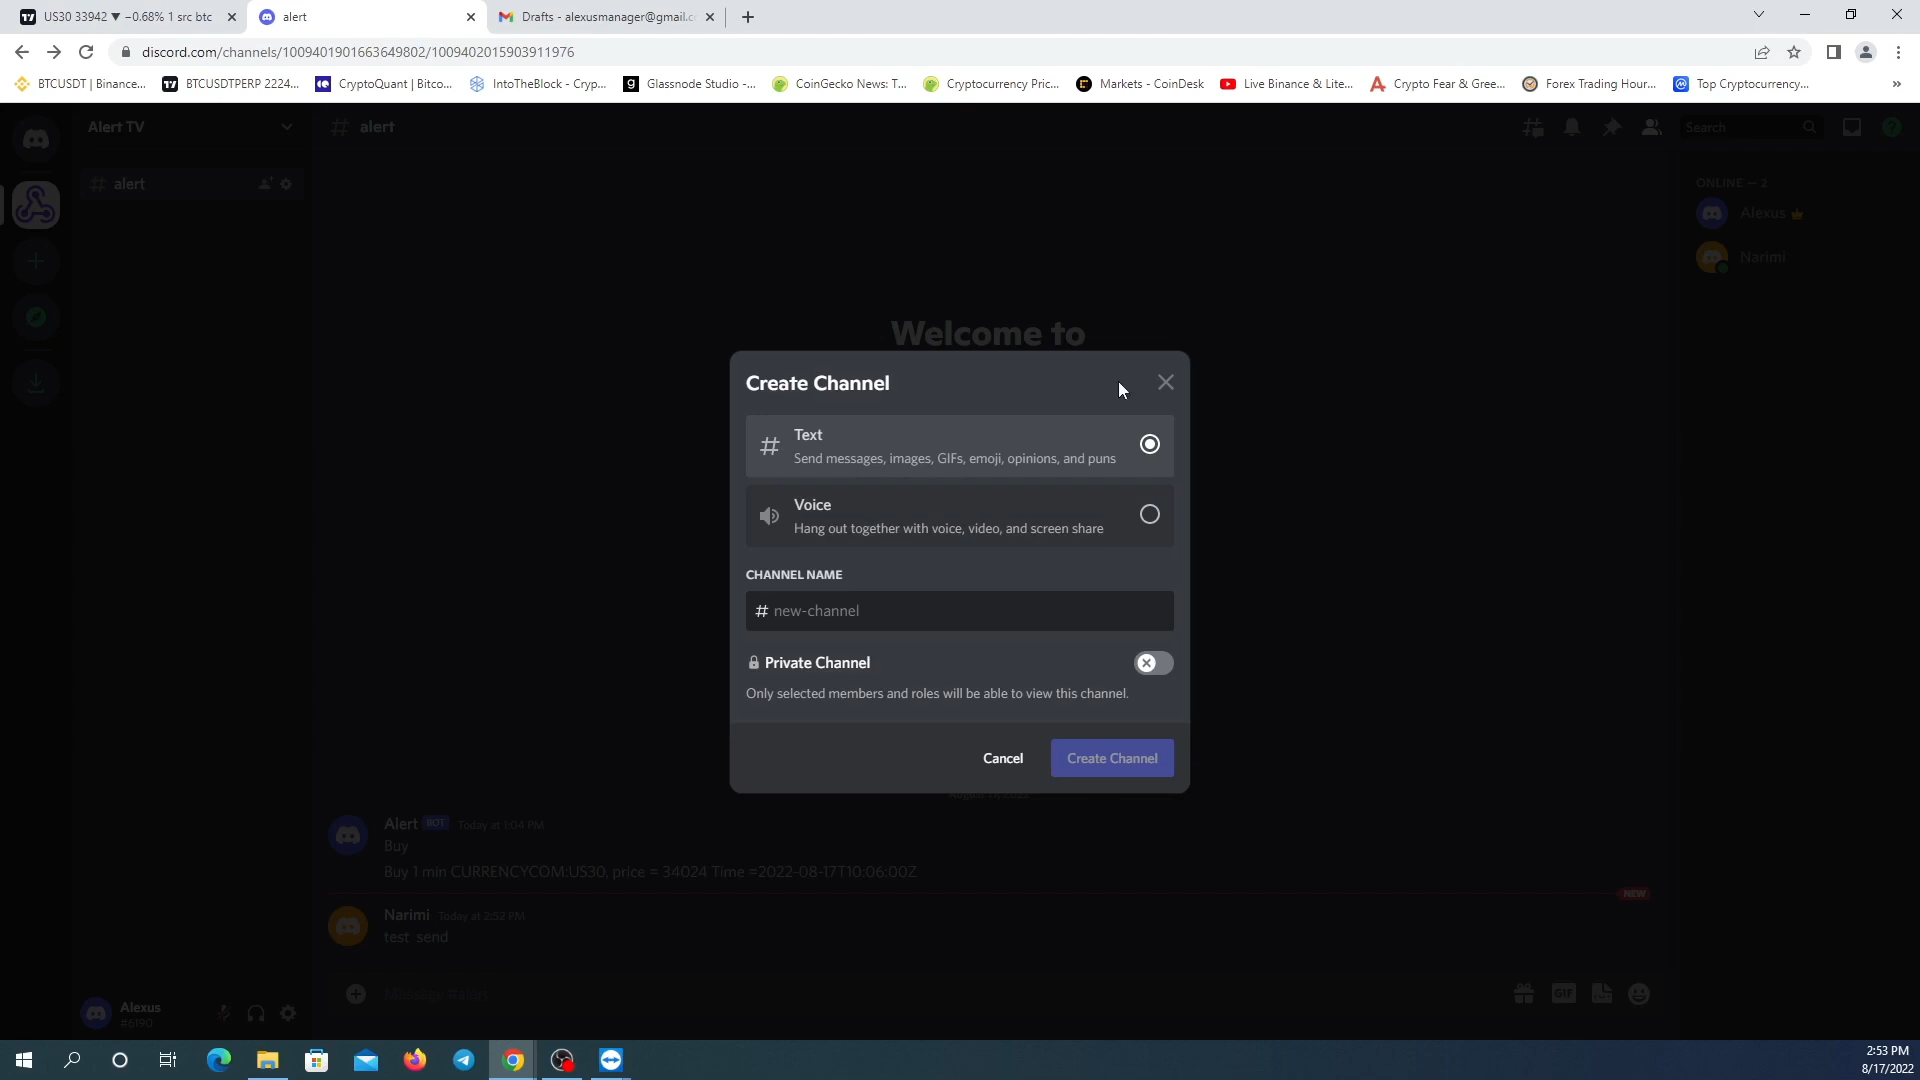 US30 33942 ▼ −0.68% 1 src btc
alert
Drafts - alexusmanager@gmail.c
discord.com/channels/1009401901663649802/1009402015903911976
BTCUSDT | Binance...
BTCUSDTPERP 2224...
CryptoQuant | Bitco...
IntoTheBlock - Cryp...
Glassnode Studio -...
CoinGecko News: T...
Cryptocurrency Pric...
Markets - CoinDesk
Live Binance & Lite...
Crypto Fear & Gree...
Forex Trading Hour...
Top Cryptocurrency...
»
Alert TV
# alert
Search
# alert
ONLINE — 2
Alexus
Narimi
Welcome to
Create Channel
# Text
Send messages, images, GIFs, emoji, opinions, and puns
Voice
Hang out together with voice, video, and screen share
CHANNEL NAME
# new-channel
Private Channel
Only selected members and roles will be able to view this channel.
Cancel
Create Channel
Alert BOT Today at 1:04 PM
Buy
Buy 1 min CURRENCYCOM:US30, price = 34024 Time =2022-08-17T10:06:00Z
NEW
Narimi Today at 2:52 PM
test send
Message #alert
GIF
Alexus
#6190
2:53 PM
8/17/2022